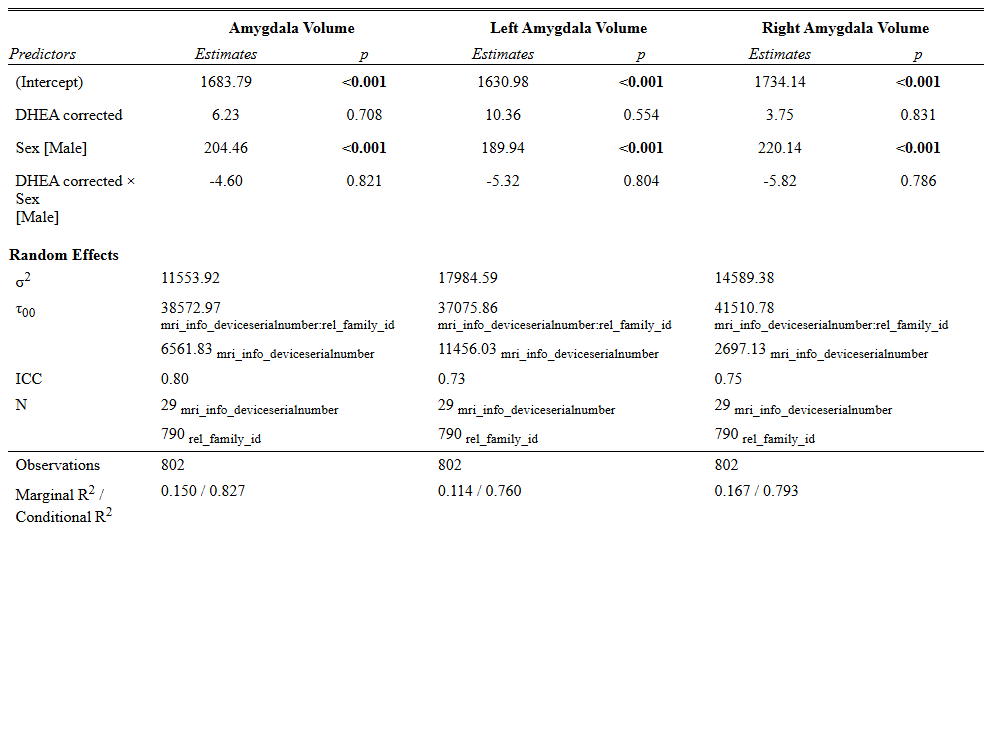 Amygdala Volume Left Amygdala Volume Right Amygdala Volume
Predictors Estimates p Estimates p Estimates p
(Intercept) 1683.79 <0.001 1630.98 <0.001 1734.14 <0.001
DHEA corrected 6.23 0.708 10.36 0.554 3.75 0.831
Sex [Male] 204.46 <0.001 189.94 <0.001 220.14 <0.001
DHEA corrected × -4.60 0.821 -5.32 0.804 -5.82 0.786
Sex
[Male]
Random Effects
σ2 11553.92 17984.59 14589.38
τ00 38572.97 37075.86 41510.78
mri_info_deviceserialnumber:rel_family_id mri_info_deviceserialnumber:rel_family_id mri_info_deviceserialnumber:rel_family_id
6561.83 mri_info_deviceserialnumber 11456.03 mri_info_deviceserialnumber 2697.13 mri_info_deviceserialnumber
ICC 0.80 0.73 0.75
N 29 mri_info_deviceserialnumber 29 mri_info_deviceserialnumber 29 mri_info_deviceserialnumber
790 rel_family_id 790 rel_family_id 790 rel_family_id
Observations 802 802 802
Marginal R2 / 0.150 / 0.827 0.114 / 0.760 0.167 / 0.793
Conditional R2